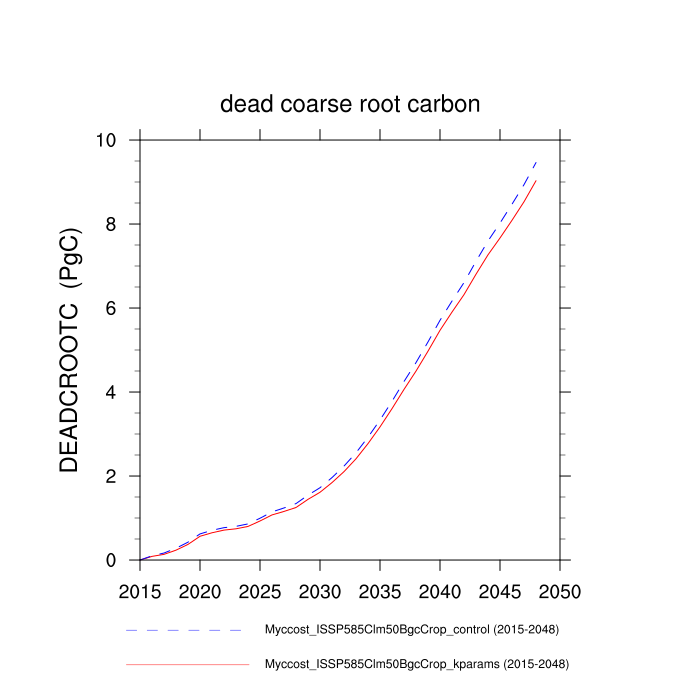 dead coarse root carbon
DEADCROOTC (PgC)
10
8
6
4
2
0
2015 2020 2025 2030 2035 2040 2045 2050
Myccost_ISSP585Clm50BgcCrop_control (2015-2048)
Myccost_ISSP585Clm50BgcCrop_kparams (2015-2048)